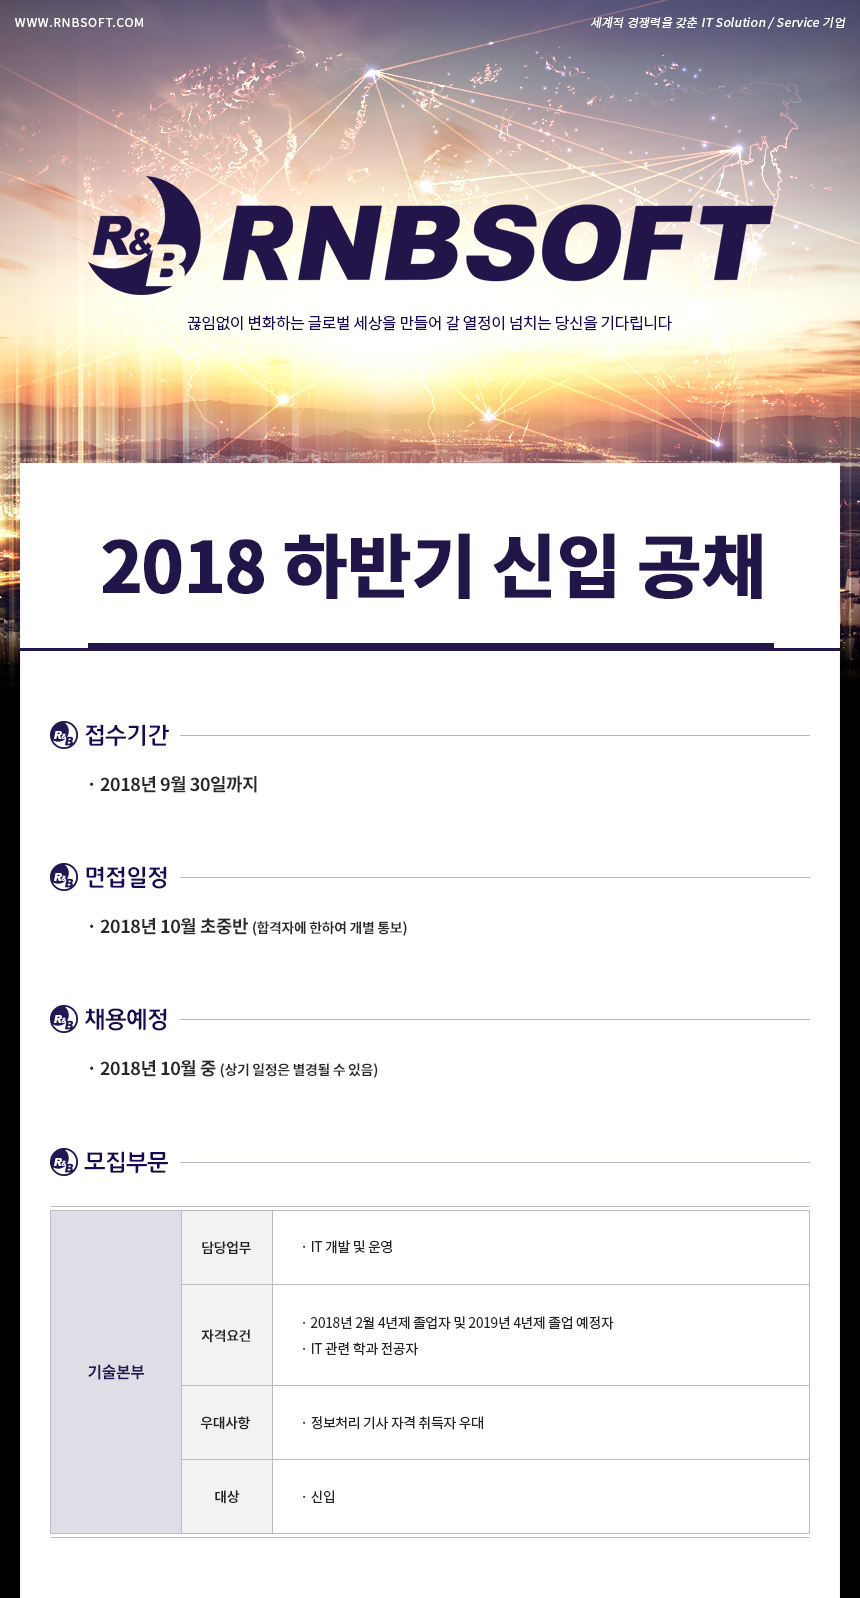 WWW.RNBSOFT.COM
세계적 경쟁력을 갖춘 IT Solution / Service 기업
R&B RNBSOFT
끊임없이 변화하는 글로벌 세상을 만들어 갈 열정이 넘치는 당신을 기다립니다
2018 하반기 신입 공채
R&B 접수기간
· 2018년 9월 30일까지
R&B 면접일정
· 2018년 10월 초중반 (합격자에 한하여 개별 통보)
R&B 채용예정
· 2018년 10월 중 (상기 일정은 별경될 수 있음)
R&B 모집부문
기술본부
담당업무
· IT 개발 및 운영
자격요건
· 2018년 2월 4년제 졸업자 및 2019년 4년제 졸업 예정자
· IT 관련 학과 전공자
우대사항
· 정보처리 기사 자격 취득자 우대
대상
· 신입